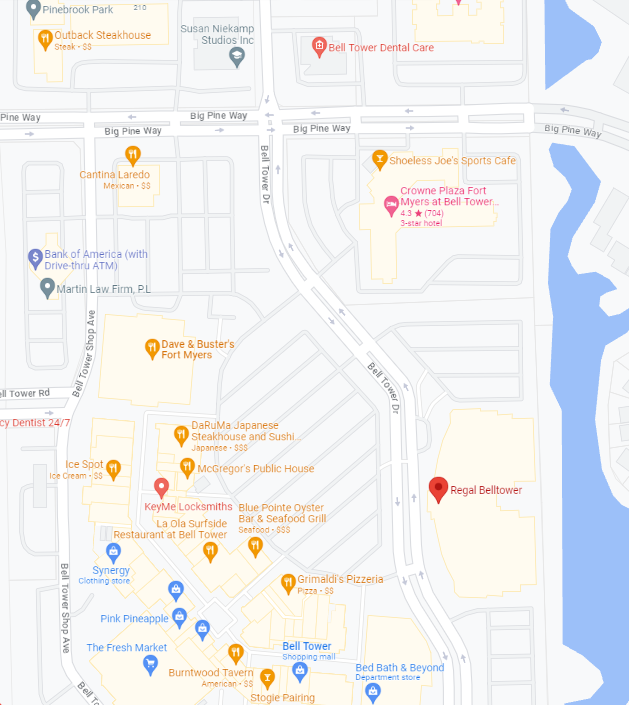 Pinebrook Park
210
Outback Steakhouse
Steak • $$
Susan Niekamp
Studios Inc
Bell Tower Dental Care
Pine Way
Big Pine Way
Big Pine Way
Big Pine Way
Big Pine Way
Bell Tower Dr
Cantina Laredo
Mexican • $$
Shoeless Joe's Sports Cafe
Crowne Plaza Fort
Myers at Bell Tower...
4.3 ★ (704)
3-star hotel
Bank of America (with
Drive-thru ATM)
Martin Law Firm, P.L
Bell Tower Shop Ave
Dave & Buster's
Fort Myers
ell Tower Rd
Bell Tower Dr
cy Dentist 24/7
DaRuMa Japanese
Steakhouse and Sushi...
Japanese • $$$
Ice Spot
Ice Cream • $$
McGregor's Public House
Regal Belltower
KeyMe Locksmiths
Blue Pointe Oyster
Bar & Seafood Grill
Seafood • $$$
La Ola Surfside
Restaurant at Bell Tower
Synergy
Clothing store
Grimaldi's Pizzeria
Pizza • $$
Bell Tower Shop Ave
Pink Pineapple
The Fresh Market
Bell Tower
Shopping mall
Burntwood Tavern
American • $$
Bed Bath & Beyond
Department store
Stogie Pairing
Bell To